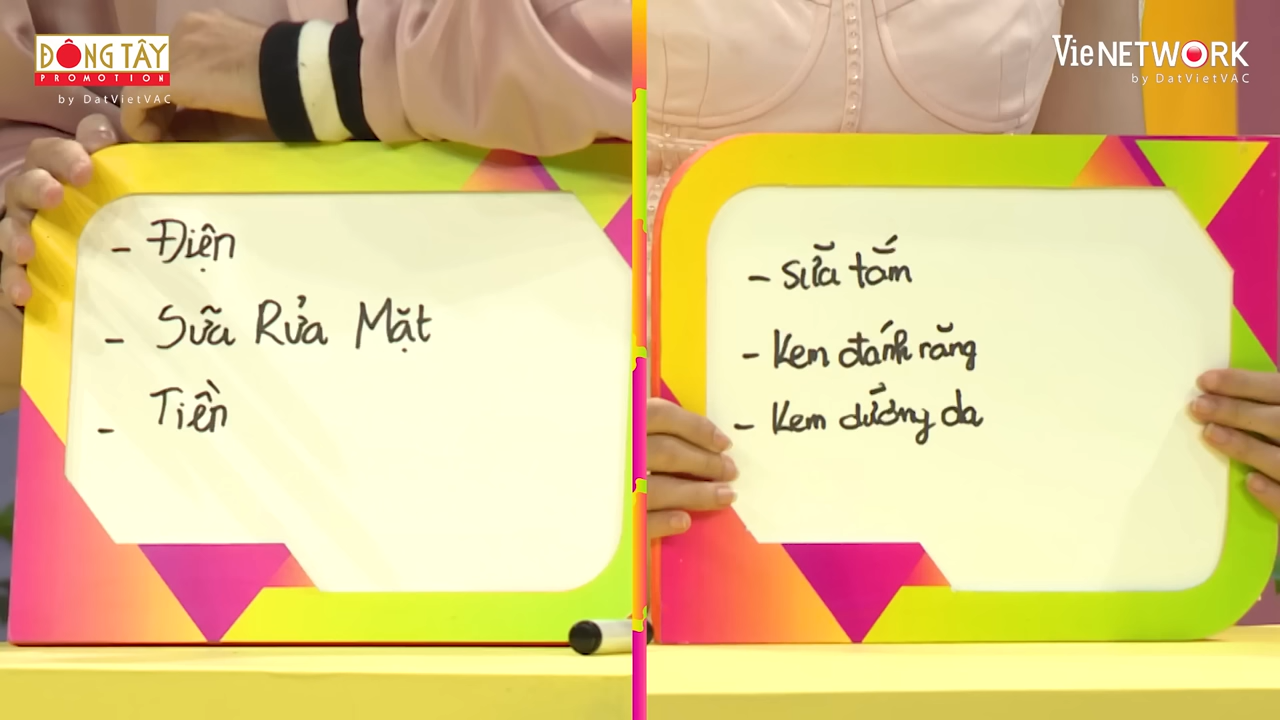 ĐÔNG TÂY
PROMOTION
by DatVietVAC
VieNETWORK
by DatVietVAC
- Điện
- Sữa Rửa Mặt
- Tiền
- sữa tắm
- Kem đánh răng
- Kem dưỡng da